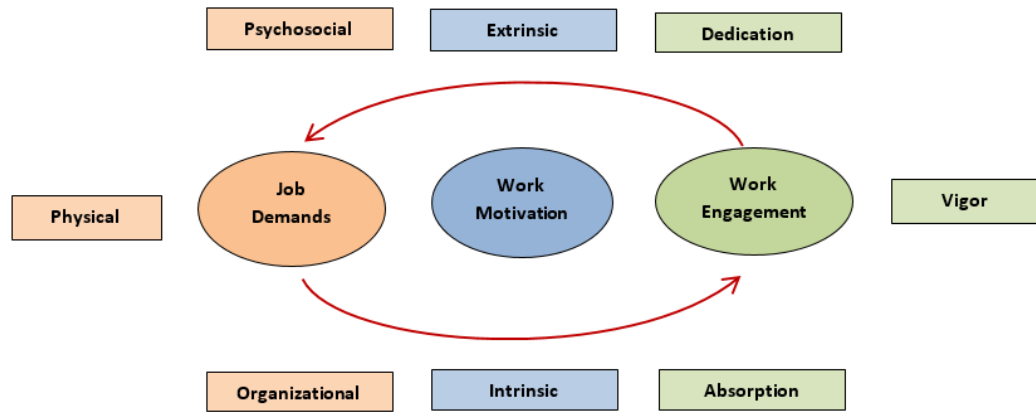 Psychosocial
Extrinsic
Dedication
Job
Demands
Work
Motivation
Work
Engagement
Physical
Vigor
Organizational
Intrinsic
Absorption